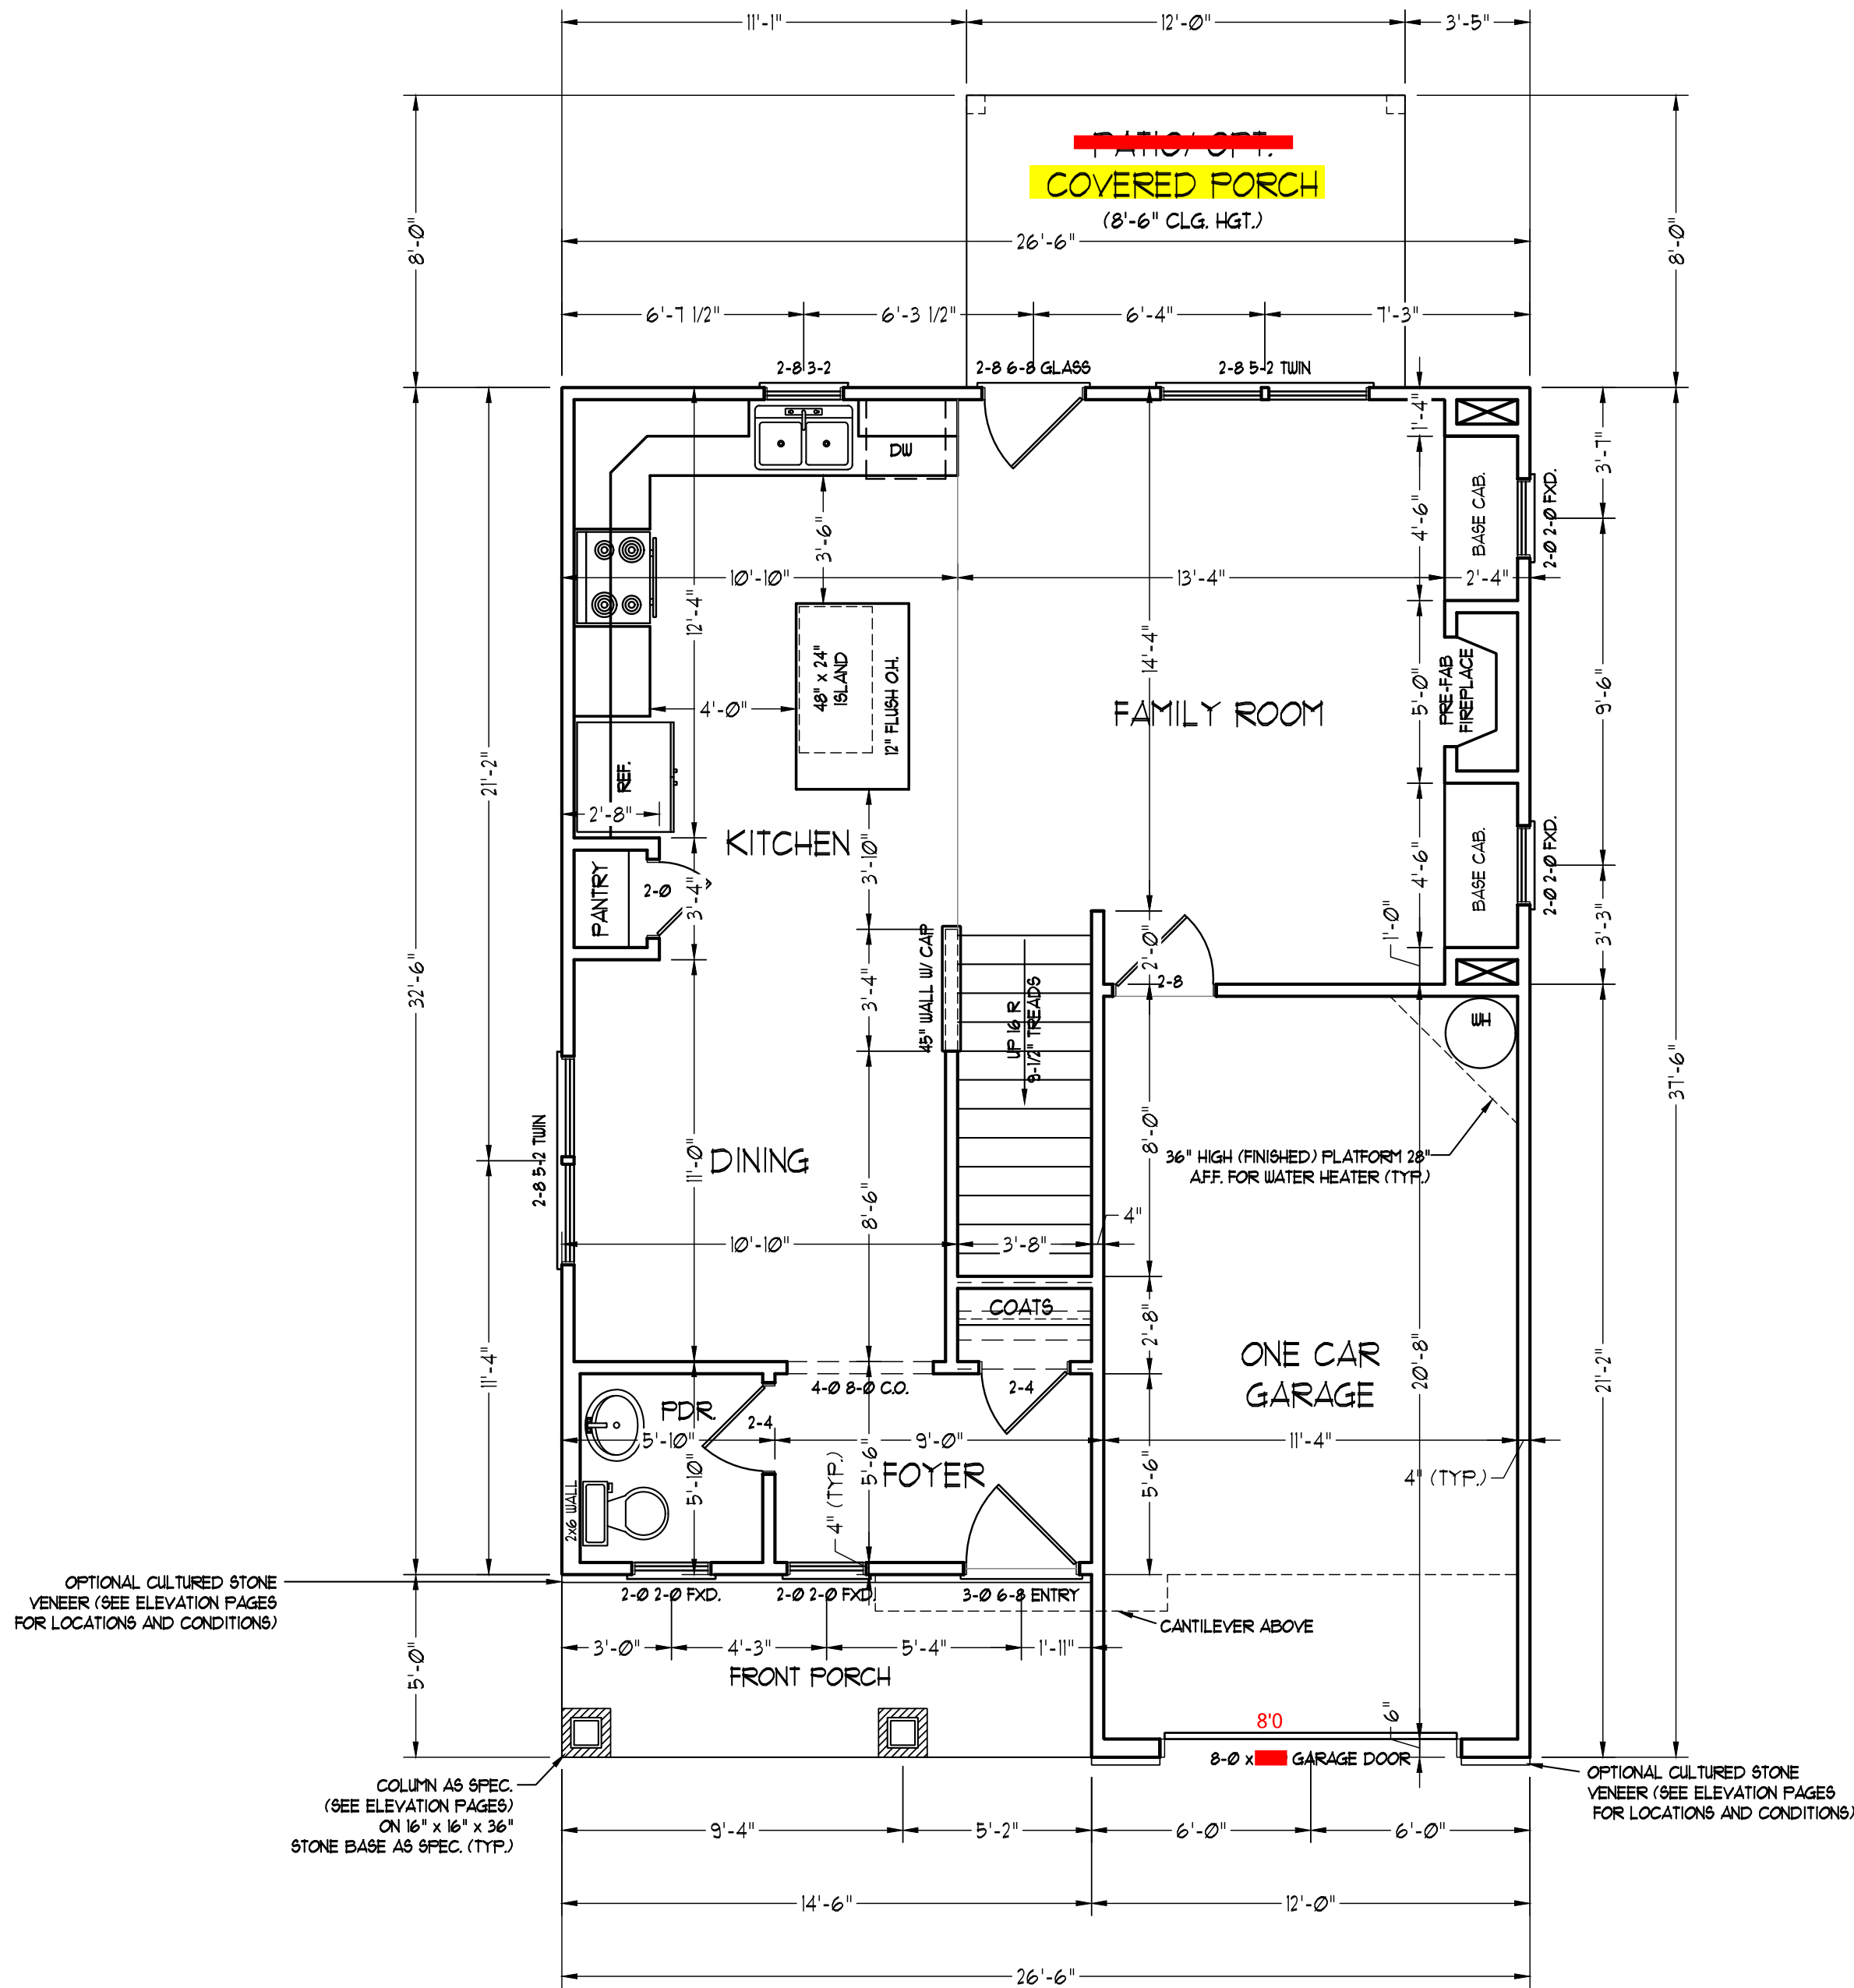 11'-1"
12'-0"
3'-5"
PATIO/ OPT.
COVERED PORCH
(8'-6" CLG. HGT.)
8'-0"
8'-0"
26'-6"
6'-7 1/2"
6'-3 1/2"
6'-4"
7'-3"
2-8 3-2
2-8 6-8 GLASS
2-8 5-2 TWIN
1'-4"
DW
3'-7"
BASE CAB.
2-0 2-0 FXD.
4'-6"
3'-6"
10'-10"
13'-4"
2'-4"
12'-4"
14'-4"
48" x 24"
ISLAND
12" FLUSH O.H.
4'-0"
FAMILY ROOM
5'-0"
PRE-FAB
FIREPLACE
9'-6"
21'-2"
REF.
2'-8"
KITCHEN
3'-10"
4'-6"
BASE CAB.
2-0 2-0 FXD.
PANTRY
2-0
3'-4"
1'-0"
3'-3"
32'-6"
45" WALL W/ CAP
3'-4"
2'-0"
2-8
UP 16 R
9-1/2" TREADS
WH
37'-6"
2-8 5-2 TWIN
11'-0"
DINING
8'-6"
8'-0"
36" HIGH (FINISHED) PLATFORM 28"
A.F.F. FOR WATER HEATER (TYP.)
4"
10'-10"
3'-8"
COATS
2'-8"
11'-4"
ONE CAR
GARAGE
20'-8"
21'-2"
4-0 8-0 C.O.
2-4
PDR.
2-4
5'-10"
9'-0"
11'-4"
5'-10"
4" (TYP.)
5'-6"
FOYER
5'-6"
4" (TYP.)
2x6 WALL
OPTIONAL CULTURED STONE
VENEER (SEE ELEVATION PAGES
FOR LOCATIONS AND CONDITIONS)
2-0 2-0 FXD.
2-0 2-0 FXD.
3-0 6-8 ENTRY
CANTILEVER ABOVE
3'-0"
4'-3"
5'-4"
1'-11"
5'-0"
FRONT PORCH
8'0
6"
8-0 x GARAGE DOOR
COLUMN AS SPEC.
(SEE ELEVATION PAGES)
ON 16" x 16" x 36"
STONE BASE AS SPEC. (TYP.)
OPTIONAL CULTURED STONE
VENEER (SEE ELEVATION PAGES
FOR LOCATIONS AND CONDITIONS)
9'-4"
5'-2"
6'-0"
6'-0"
14'-6"
12'-0"
26'-6"